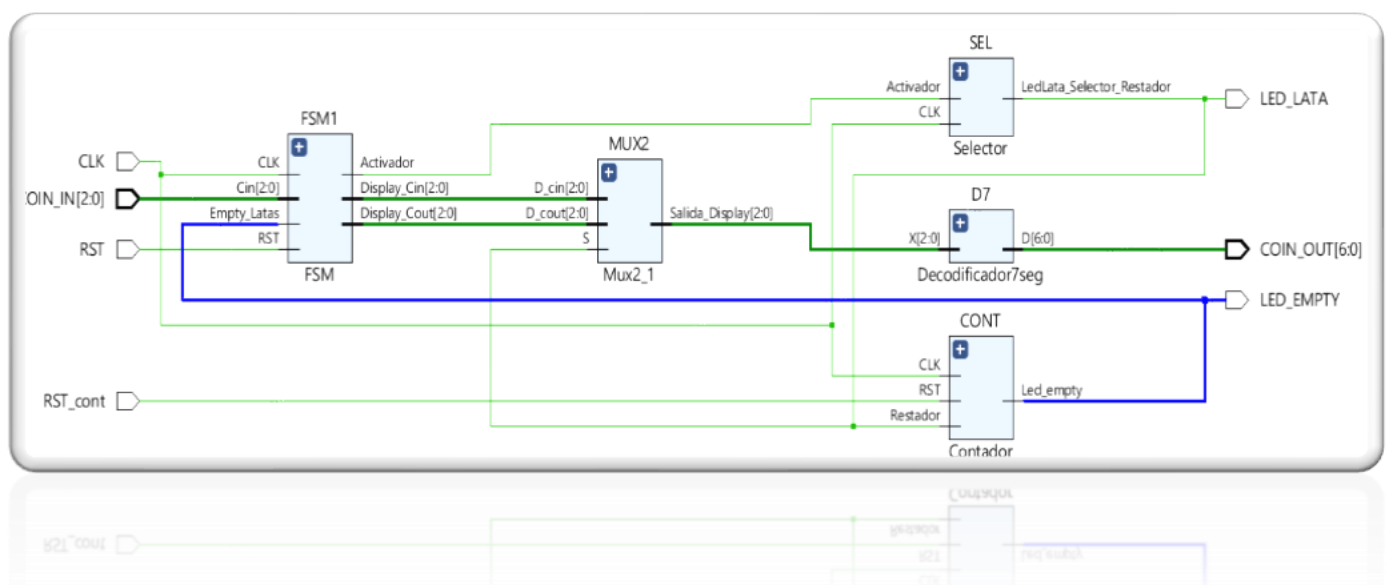 SEL
Activador
LedLata_Selector_Restador
CLK
LED_LATA
Selector
FSM1
CLK
CLK
Activador
OIN_IN[2:0]
Cin[2:0]
Display_Cin[2:0]
Empty_Latas
Display_Cout[2:0]
RST
RST
FSM
MUX2
D_cin[2:0]
D_cout[2:0]
Salida_Display[2:0]
S
Mux2_1
D7
X[2:0]
D[6:0]
COIN_OUT[6:0]
Decodificador7seg
LED_EMPTY
CONT
CLK
RST_cont
RST
Led_empty
Restador
Contador